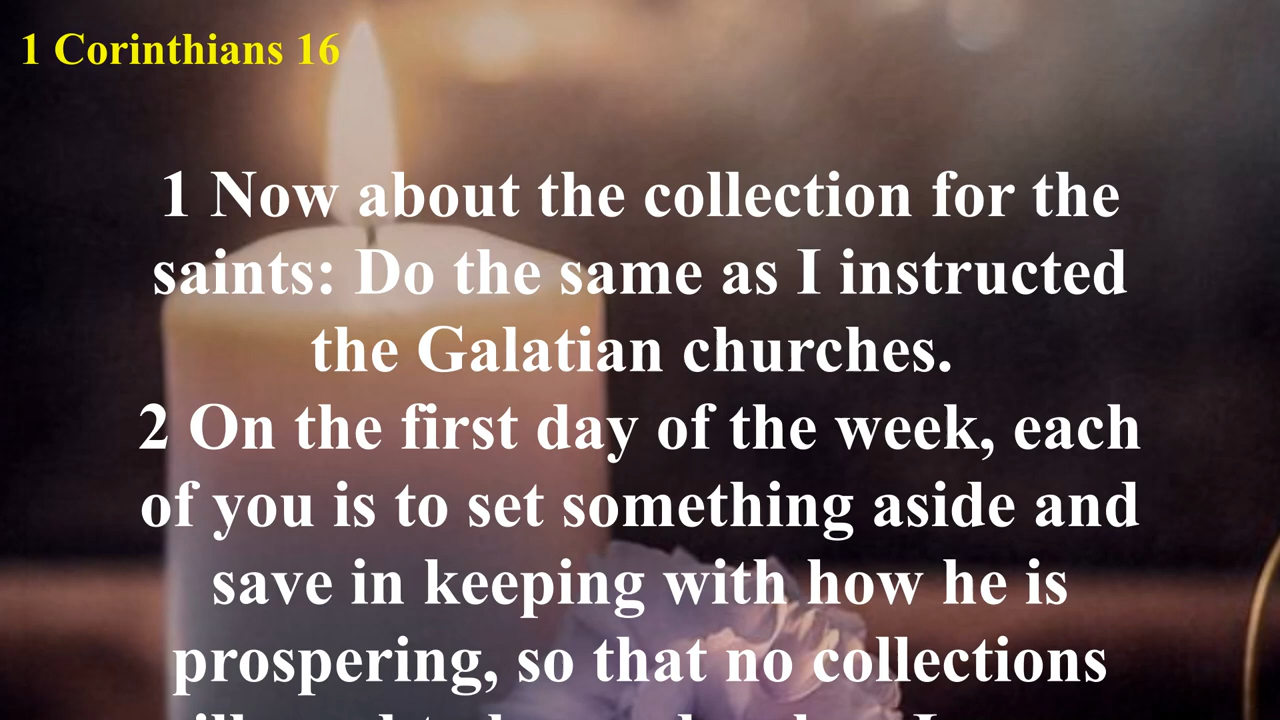 1 Corinthians 16
1 Now about the collection for the
saints: Do the same as I instructed
the Galatian churches.
2 On the first day of the week, each
of you is to set something aside and
save in keeping with how he is
prospering, so that no collections